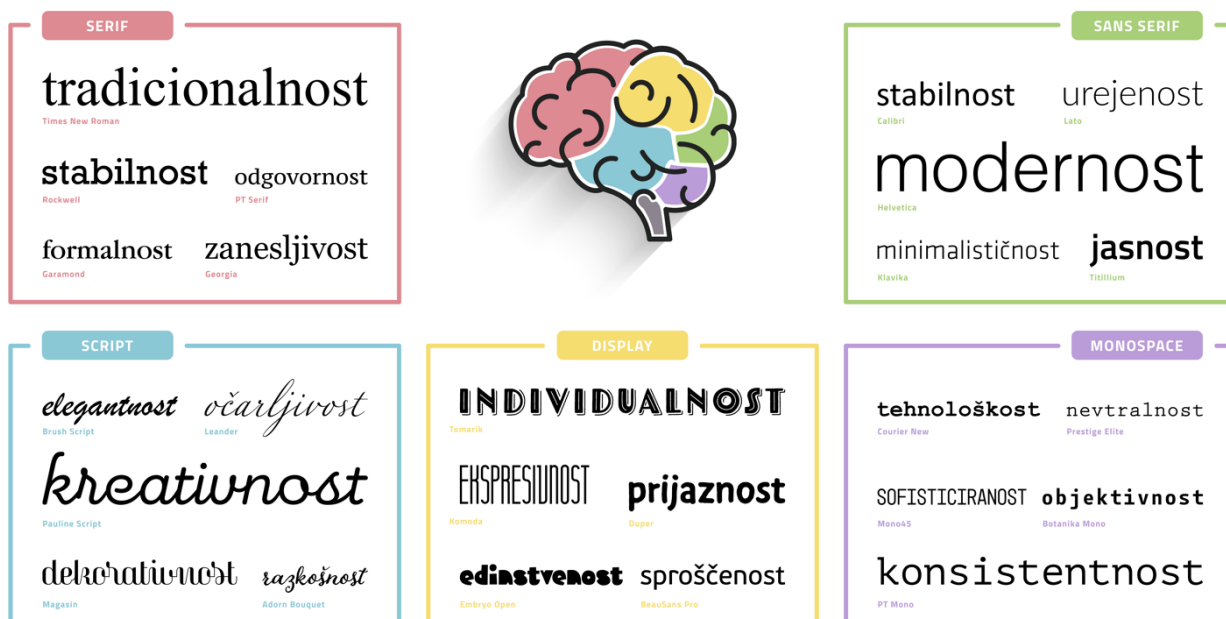 SERIF
tradicionalnost
Times New Roman
stabilnost odgovornost
Rockwell PT Serif
formalnost zanesljivost
Garamond Georgia
SANS SERIF
stabilnost urejenost
Calibri Lato
modernost
Helvetica
minimalističnost jasnost
Klavika Titillium
SCRIPT
elegantnost očarljivost
Brush Script Leander
kreativnost
Pauline Script
dekorativnost razkošnost
Magasin Adorn Bouquet
DISPLAY
INDIVIDUALNOST
Tomarik
EKSPRESIVNOST prijaznost
Komoda Duper
edinstvenost sproščenost
Embryo Open BeauSans Pro
MONOSPACE
tehnološkost nevtralnost
Courier New Prestige Elite
SOFISTICIRANOST objektivnost
Mono45 Botanika Mono
konsistentnost
PT Mono